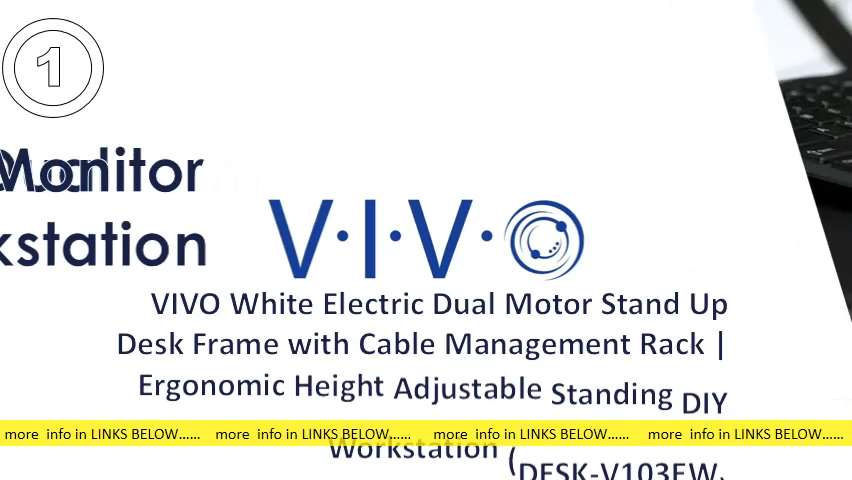 1
Monitor
kstation
V·I·V·O
VIVO White Electric Dual Motor Stand Up
Desk Frame with Cable Management Rack |
Ergonomic Height Adjustable Standing DIY
more info in LINKS BELOW...... more info in LINKS BELOW...... more info in LINKS BELOW...... more info in LINKS BELOW......
Workstation (
DESK-V103EW,